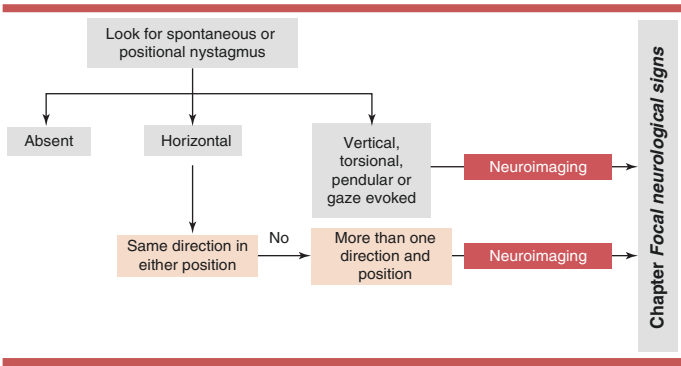 Look for spontaneous or
positional nystagmus
Absent
Horizontal
Vertical,
torsional,
pendular or
gaze evoked
Neuroimaging
Same direction in
either position
No
More than one
direction and
position
Neuroimaging
Chapter Focal neurological signs